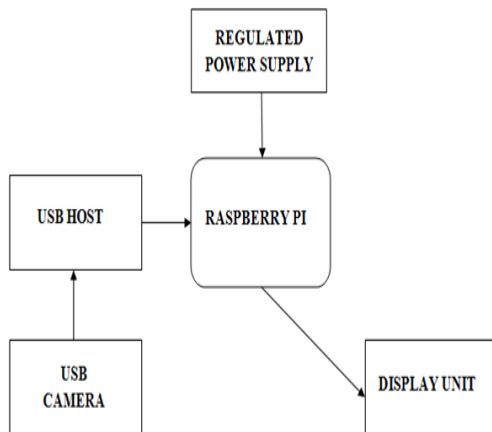 REGULATED
POWER SUPPLY
USB HOST
RASPBERRY PI
USB
CAMERA
DISPLAY UNIT